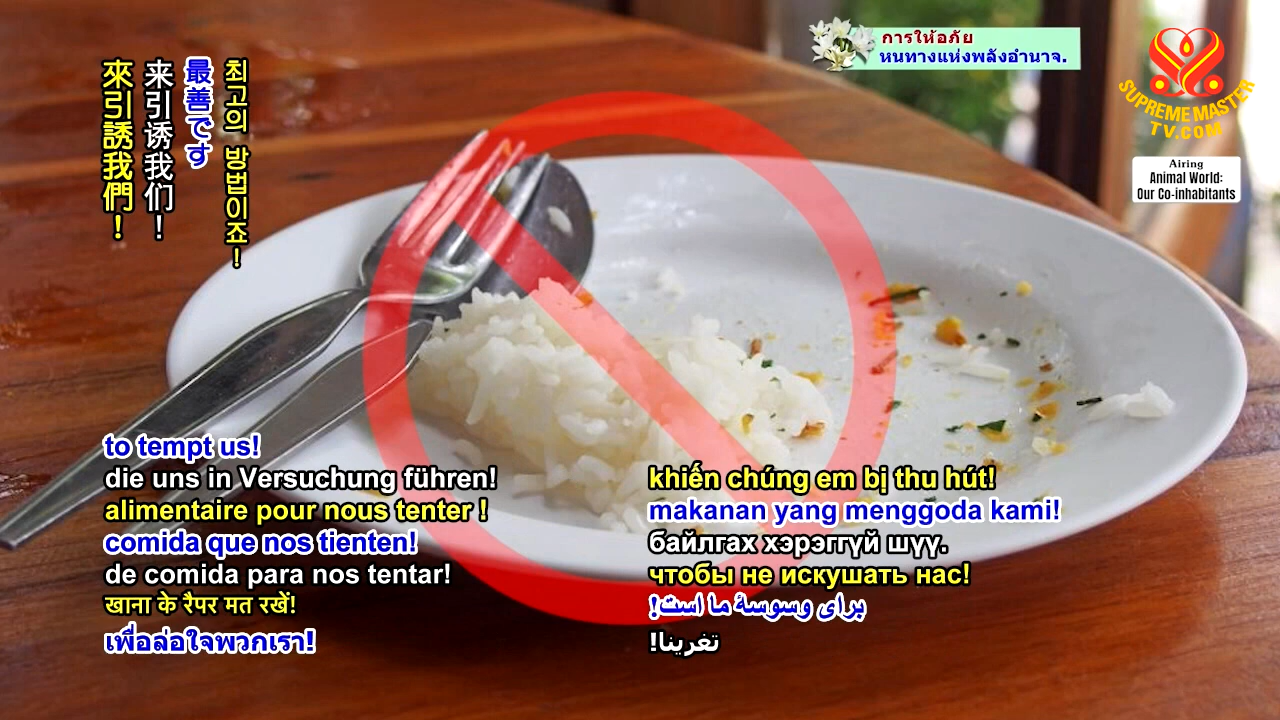 來引誘我們！
来引诱我们！
最善です
최고의 방법이죠!
การให้อภัย
หนทางแห่งพลังอำนาจ.
SUPREME MASTER
TV.COM
Airing
Animal World:
Our Co-inhabitants
to tempt us!
die uns in Versuchung führen!
alimentaire pour nous tenter !
comida que nos tienten!
de comida para nos tentar!
खाना के रैपर मत रखें!
เพื่อล่อใจพวกเรา!
khiến chúng em bị thu hút!
makanan yang menggoda kami!
байлгах хэрэггүй шүү.
чтобы не искушать нас!
برای وسوسهٔ ما است!
تغرينا!